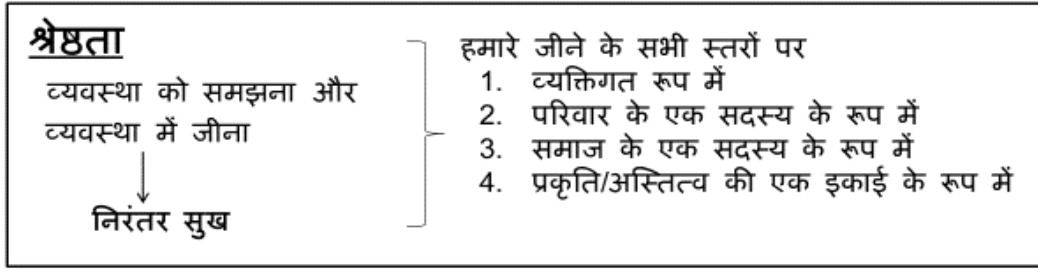 श्रेष्ठता
व्यवस्था को समझना और
व्यवस्था में जीना
निरंतर सुख
हमारे जीने के सभी स्तरों पर
1. व्यक्तिगत रूप में
2. परिवार के एक सदस्य के रूप में
3. समाज के एक सदस्य के रूप में
4. प्रकृति/अस्तित्व की एक इकाई के रूप में